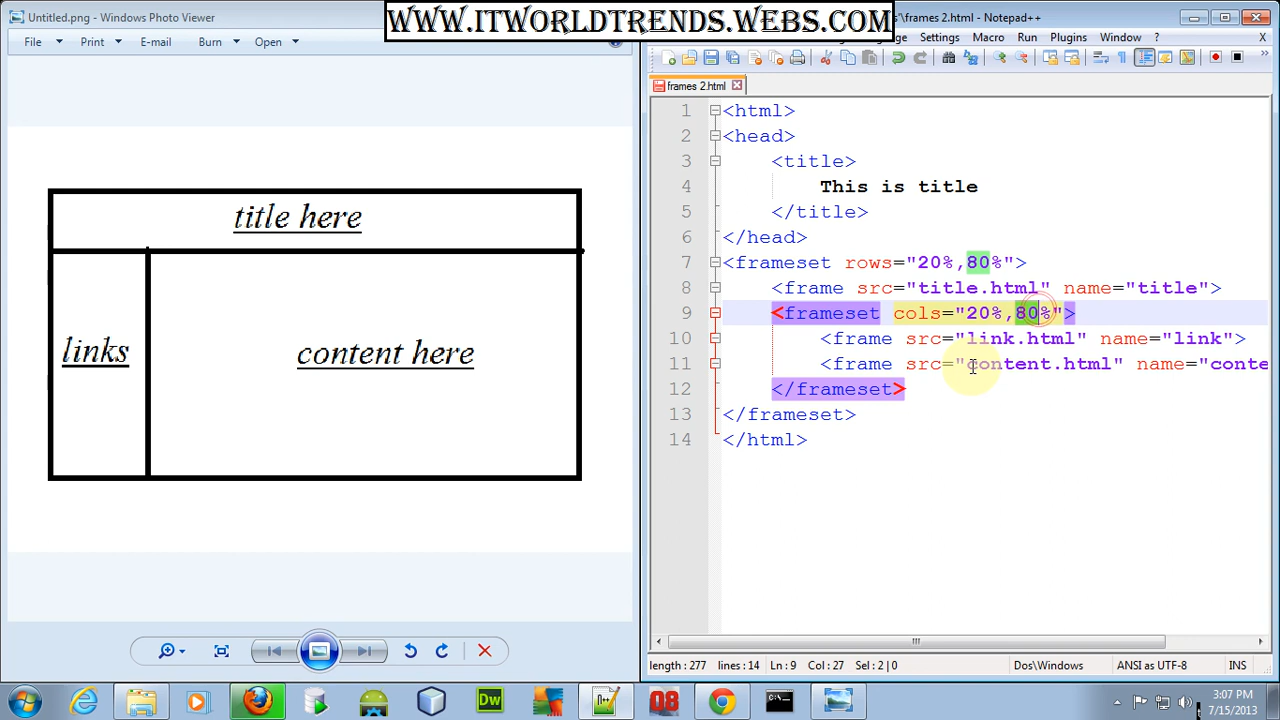 Untitled.png - Windows Photo Viewer
WWW.ITWORLDTRENDS.WEBS.COM
\frames 2.html - Notepad++
File Print E-mail Burn Open
Language Settings Macro Run Plugins Window ? X
frames 2.html
1 <html>
2 <head>
3 <title>
4 This is title
5 </title>
6 </head>
7 <frameset rows="20%,80%">
8 <frame src="title.html" name="title">
9 <frameset cols="20%,80%">
10 <frame src="link.html" name="link">
11 <frame src="content.html" name="conte
12 </frameset>
13 </frameset>
14 </html>
title here
links
content here
length : 277 lines : 14 Ln : 9 Col : 27 Sel : 2 | 0 Dos\Windows ANSI as UTF-8 INS
Dw
08
3:07 PM
7/15/2013